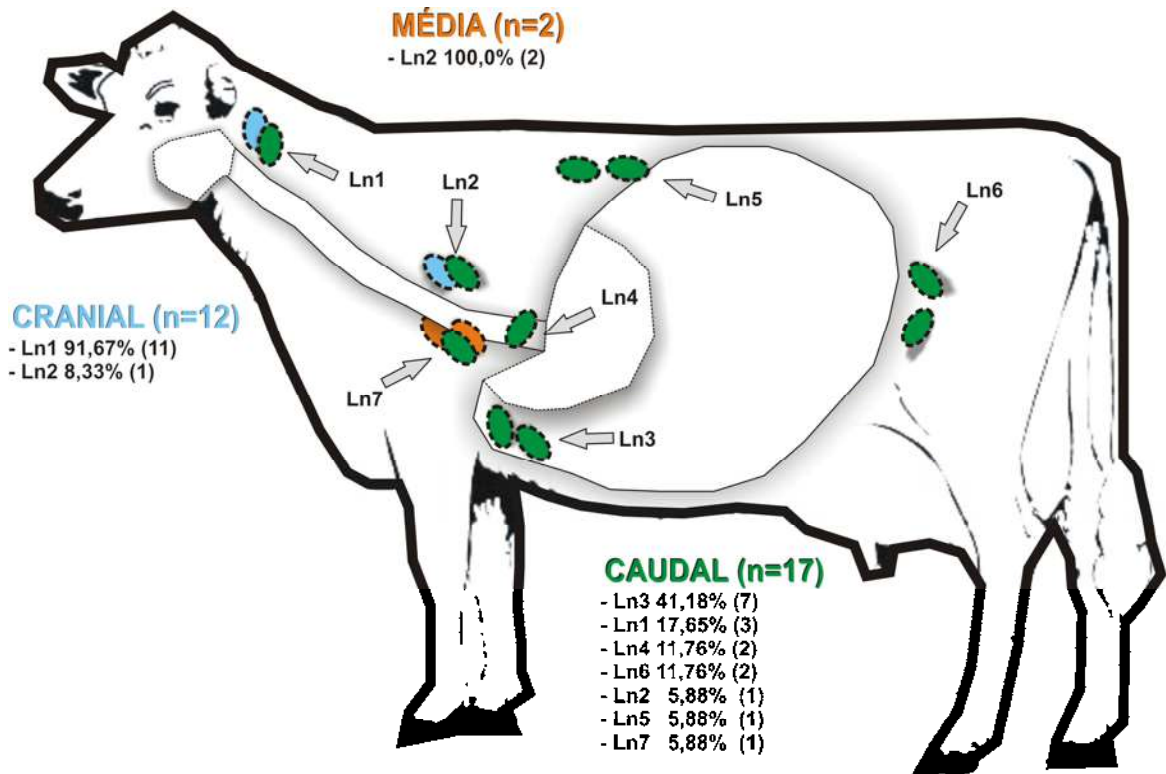 MÉDIA (n=2)
- Ln2 100,0% (2)
Ln1
Ln2
Ln5
Ln6
Ln4
CRANIAL (n=12)
- Ln1 91,67% (11)
- Ln2 8,33% (1)
Ln7
Ln3
CAUDAL (n=17)
- Ln3 41,18% (7)
- Ln1 17,65% (3)
- Ln4 11,76% (2)
- Ln6 11,76% (2)
- Ln2 5,88% (1)
- Ln5 5,88% (1)
- Ln7 5,88% (1)